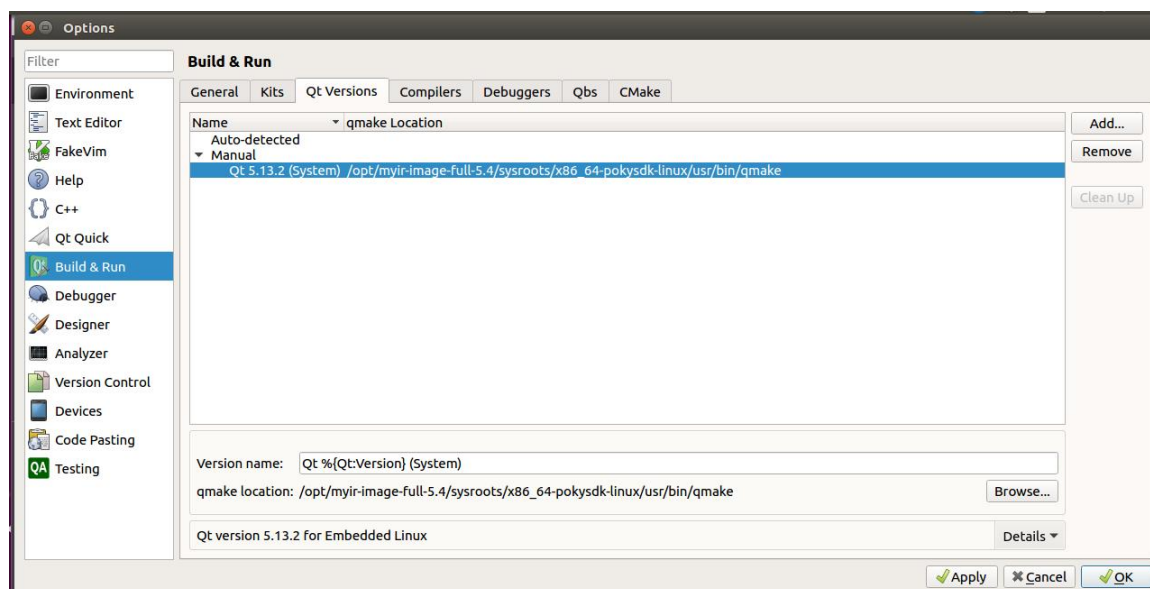 Options
Filter
Environment
Text Editor
FakeVim
Help
C++
Qt Quick
Build & Run
Debugger
Designer
Analyzer
Version Control
Devices
Code Pasting
QA Testing
Build & Run
General Kits Qt Versions Compilers Debuggers Qbs CMake
Name qmake Location
Auto-detected
Manual
Qt 5.13.2 (System) /opt/myir-image-full-5.4/sysroots/x86_64-pokysdk-linux/usr/bin/qmake
Add...
Remove
Clean Up
Version name: Qt %{Qt:Version} (System)
qmake location: /opt/myir-image-full-5.4/sysroots/x86_64-pokysdk-linux/usr/bin/qmake Browse...
Qt version 5.13.2 for Embedded Linux Details
Apply Cancel OK